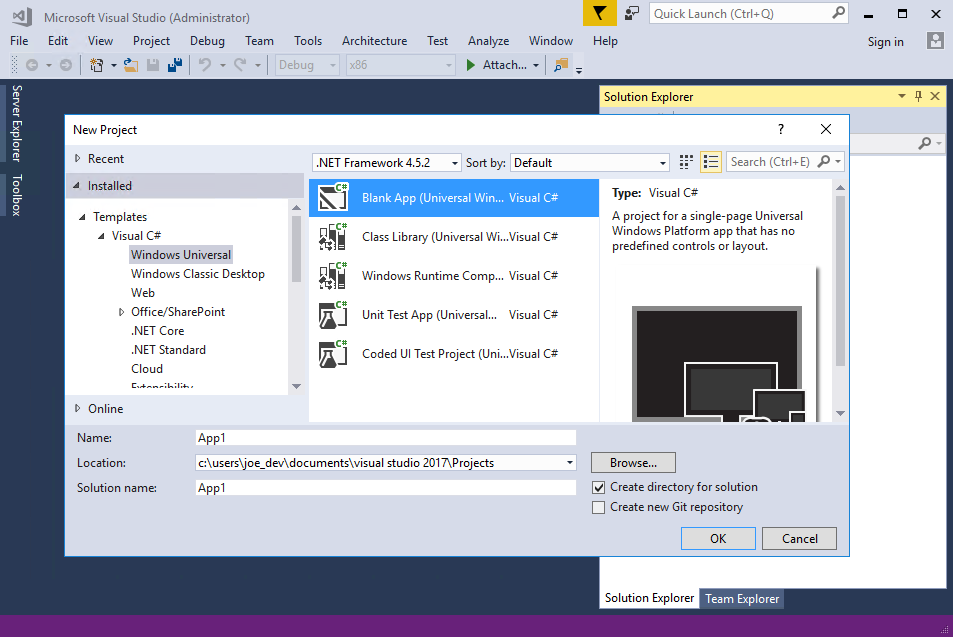 Microsoft Visual Studio (Administrator)
Quick Launch (Ctrl+Q)
File Edit View Project Debug Team Tools Architecture Test Analyze Window Help
Sign in
Debug x86 Attach...
Server Explorer
Toolbox
Solution Explorer
New Project ?
Recent
.NET Framework 4.5.2 Sort by: Default
Search (Ctrl+E)
Installed
Templates
Visual C#
Windows Universal
Windows Classic Desktop
Web
Office/SharePoint
.NET Core
.NET Standard
Cloud
Extensibility
Online
C# Blank App (Universal Win... Visual C#
C# Class Library (Universal Wi...Visual C#
C# Windows Runtime Comp... Visual C#
C# Unit Test App (Universal... Visual C#
C# Coded UI Test Project (Uni...Visual C#
Type: Visual C#
A project for a single-page Universal
Windows Platform app that has no
predefined controls or layout.
Name: App1
Location: c:\users\joe_dev\documents\visual studio 2017\Projects
Browse...
Solution name: App1
Create directory for solution
Create new Git repository
OK Cancel
Solution Explorer Team Explorer